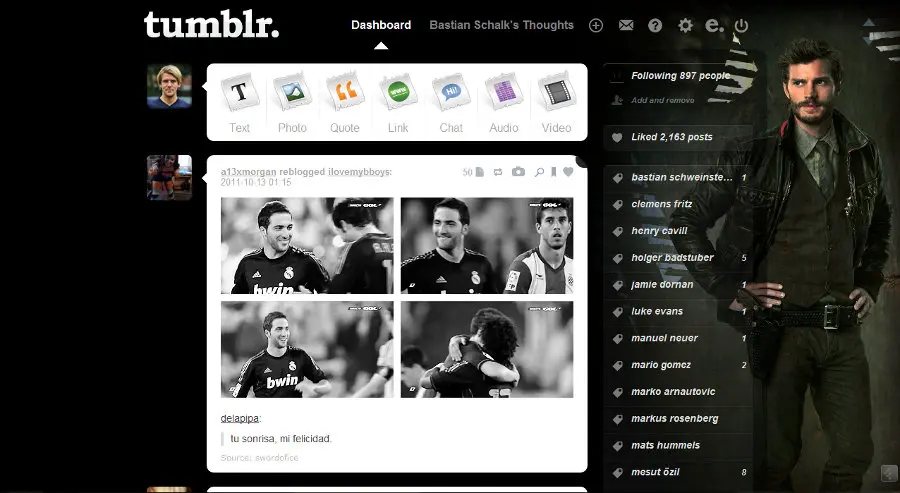 tumblr.
Dashboard
Bastian Schalk's Thoughts
Text
Photo
Quote
Link
Chat
Audio
Video
a13xmorgan reblogged ilovemybboys:
50
2011-10-13 01:15
bwin
bwin
bwin
delapipa:
tu sonrisa, mi felicidad.
Source: swordofice
Following 897 people
Add and remove
Liked 2,163 posts
bastian schweinste... 1
clemens fritz
henry cavill
holger badstuber 5
jamie dornan 1
luke evans 1
manuel neuer 1
mario gomez 2
marko arnautovic
markus rosenberg
mats hummels
mesut özil 8